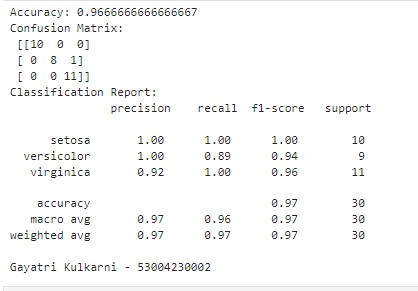 Accuracy: 0.9666666666666667
Confusion Matrix:
[[10  0  0]
[ 0  8  1]
[ 0  0 11]]
Classification Report:
precision    recall  f1-score   support
setosa       1.00      1.00      1.00        10
versicolor       1.00      0.89      0.94         9
virginica       0.92      1.00      0.96        11
accuracy                           0.97        30
macro avg       0.97      0.96      0.97        30
weighted avg       0.97      0.97      0.97        30
Gayatri Kulkarni - 53004230002